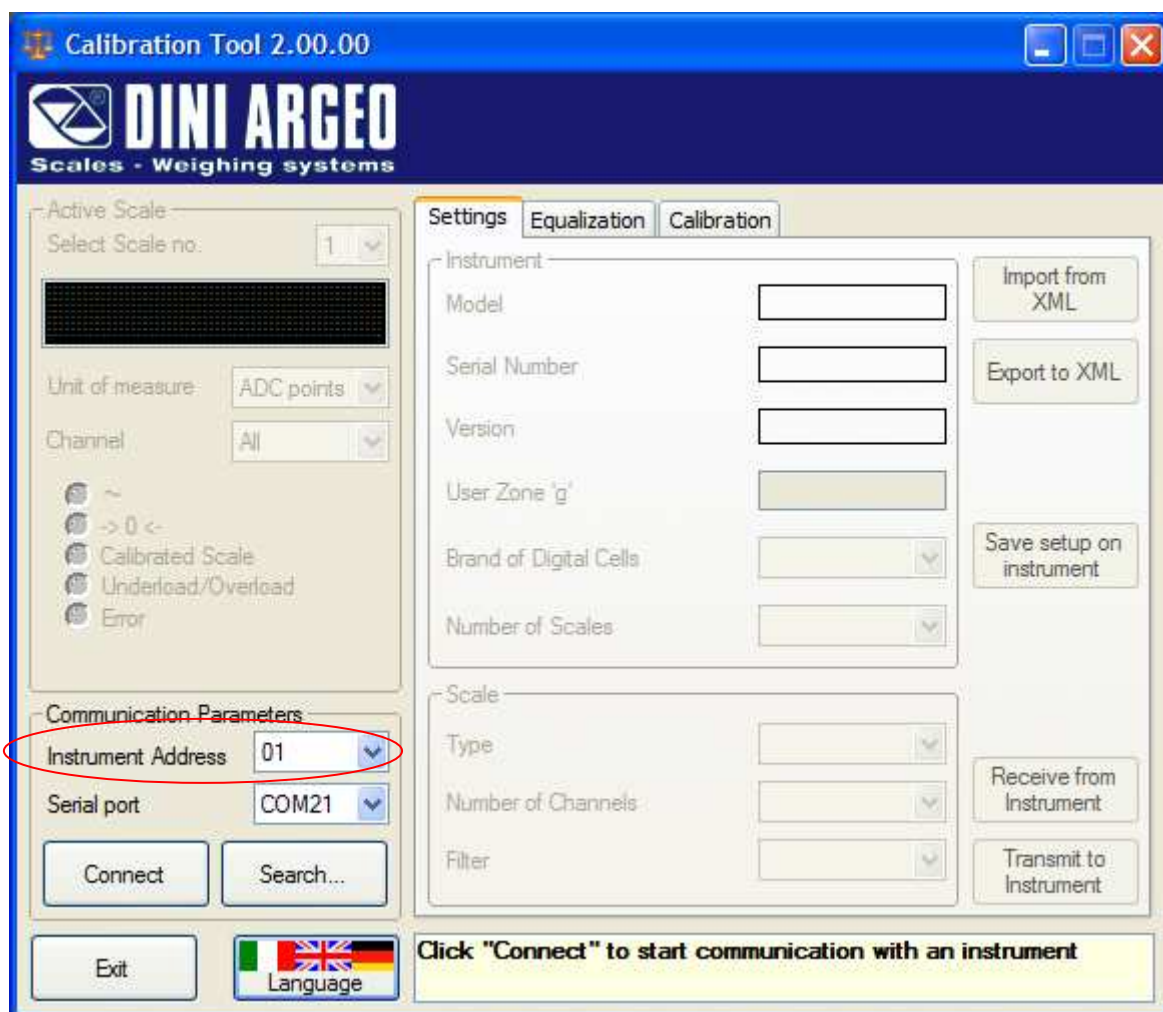 Calibration Tool 2.00.00
DINI ARGEO
Scales - Weighing systems
Active Scale
Select Scale no. 1
Unit of measure ADC points
Channel All
~
-> 0 <-
Calibrated Scale
Underload/Overload
Error
Communication Parameters
Instrument Address 01
Serial port COM21
Connect Search...
Exit Language
Settings Equalization Calibration
Instrument
Model
Serial Number
Version
User Zone 'g'
Brand of Digital Cells
Number of Scales
Scale
Type
Number of Channels
Filter
Import from
XML
Export to XML
Save setup on
instrument
Receive from
Instrument
Transmit to
Instrument
Click "Connect" to start communication with an instrument